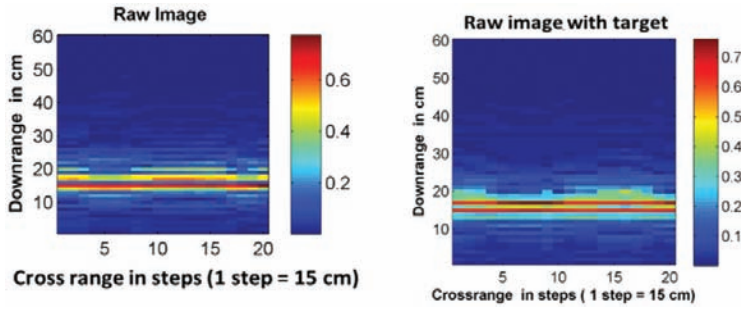 Raw Image
60
50
40
30
20
10
Downrange in cm
5 10 15 20
0.6
0.4
0.2
Cross range in steps (1 step = 15 cm)
Raw image with target
60
50
40
30
20
10
Downrange in cm
5 10 15 20
0.7
0.6
0.5
0.4
0.3
0.2
0.1
Crossrange in steps ( 1 step = 15 cm)